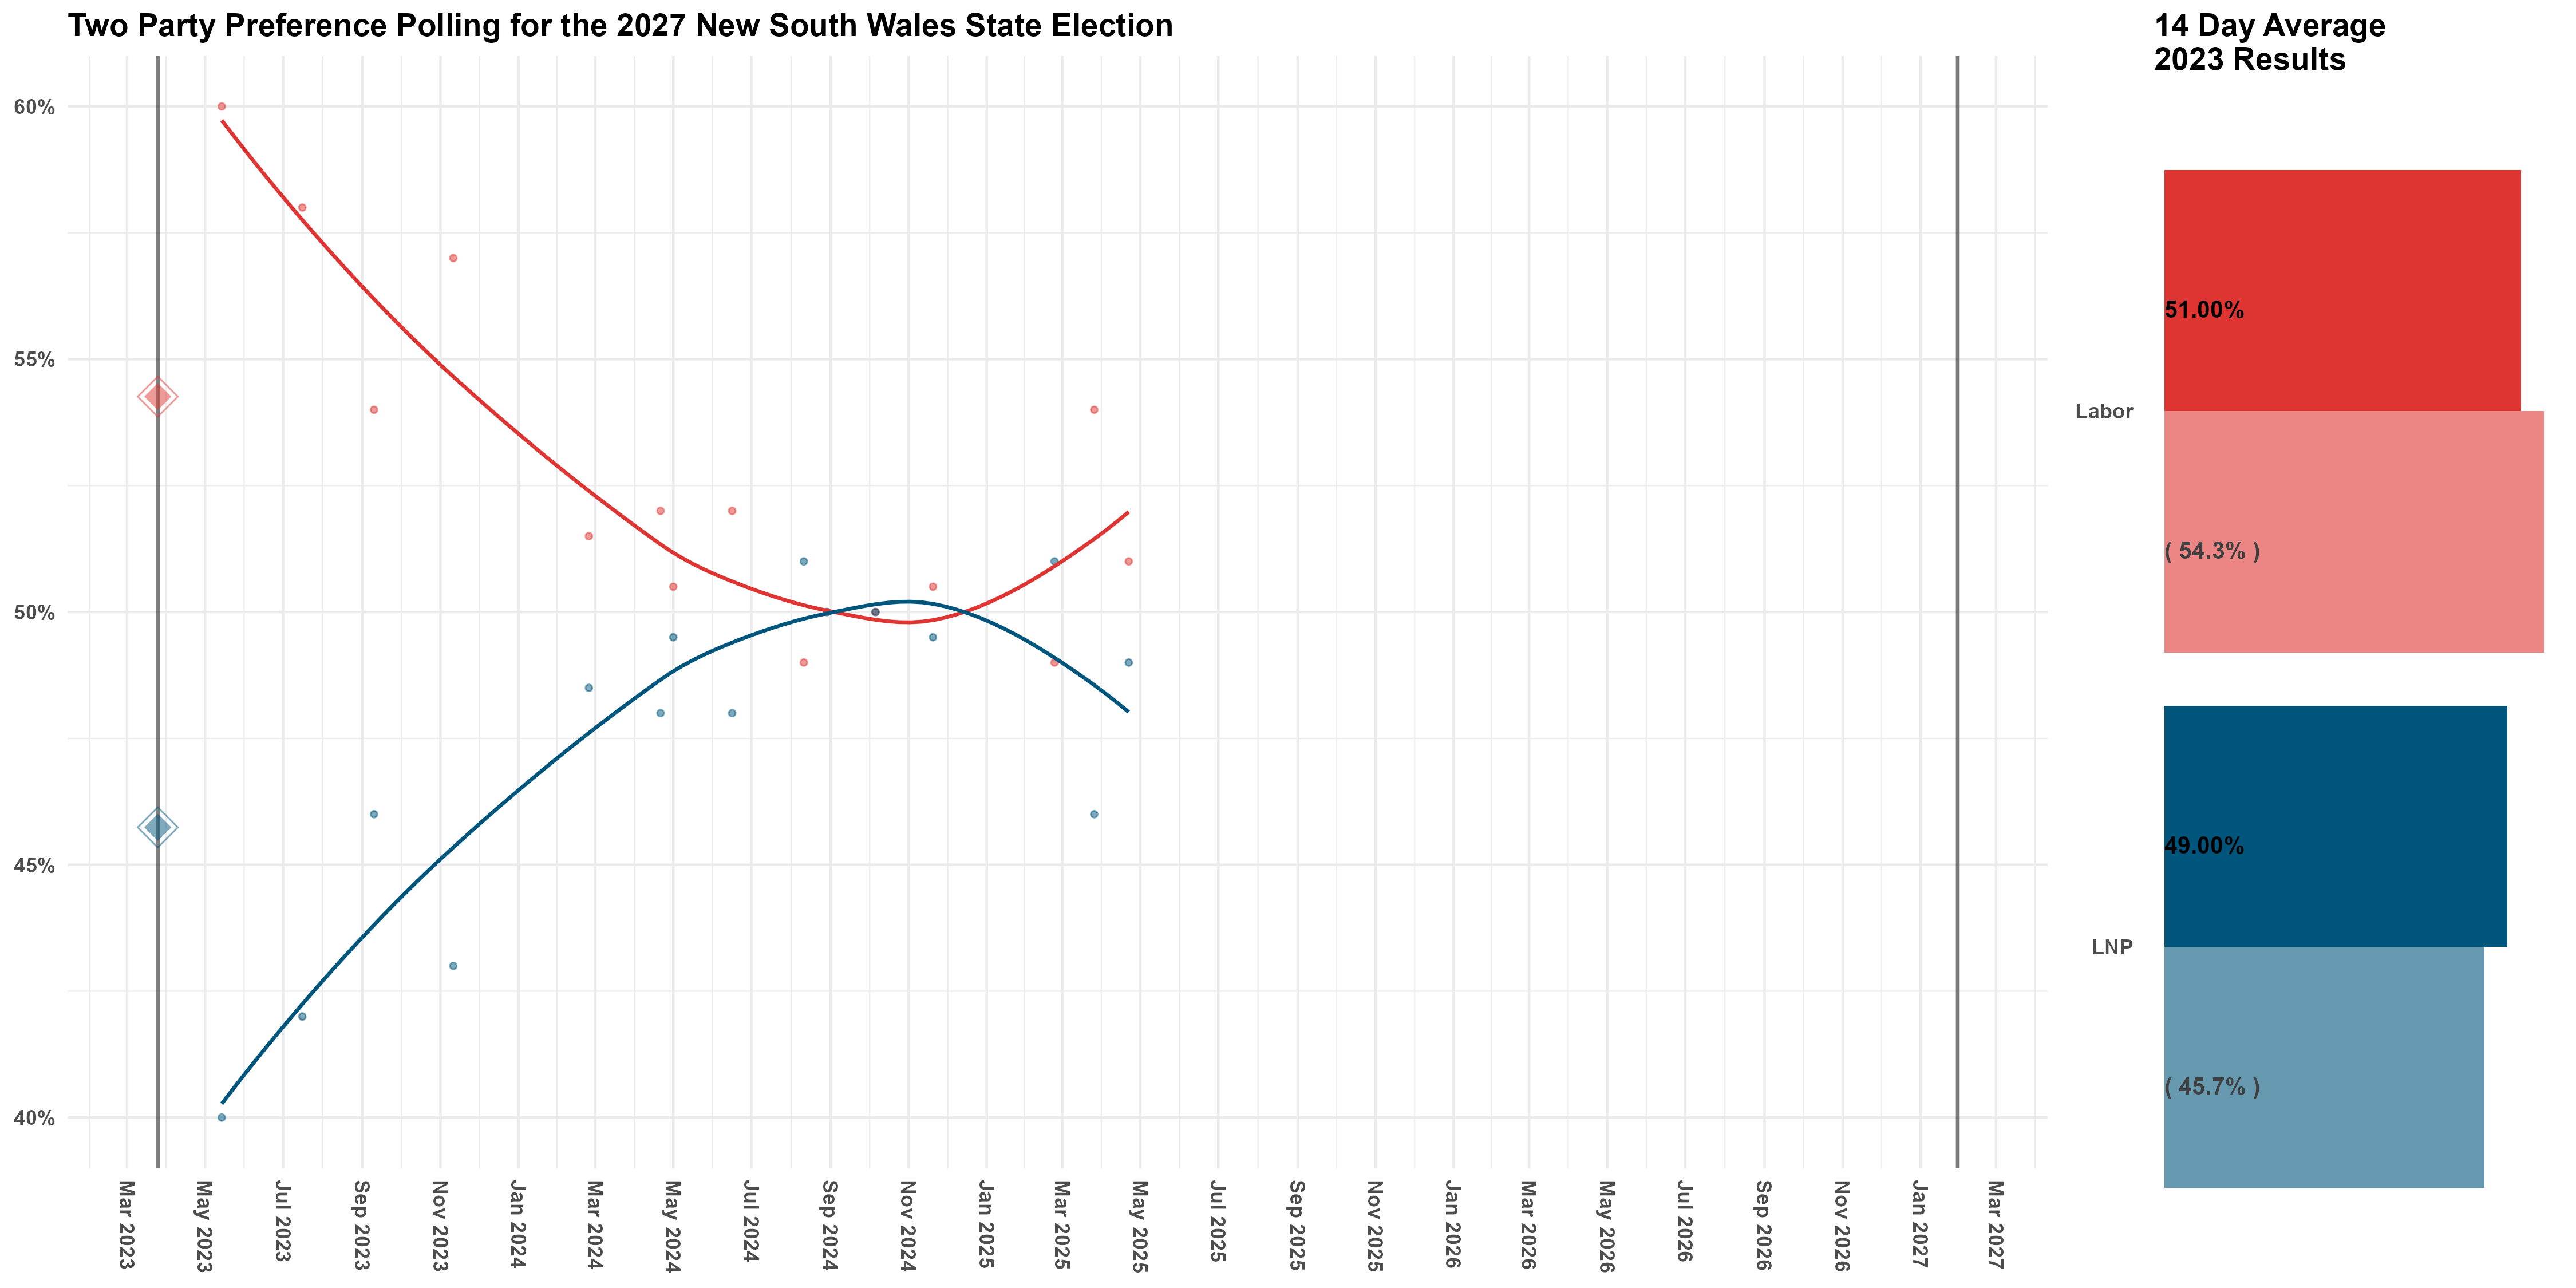 Two Party Preference Polling for the 2027 New South Wales State Election
60%
55%
50%
45%
40%
Mar 2023
May 2023
Jul 2023
Sep 2023
Nov 2023
Jan 2024
Mar 2024
May 2024
Jul 2024
Sep 2024
Nov 2024
Jan 2025
Mar 2025
May 2025
Jul 2025
Sep 2025
Nov 2025
Jan 2026
Mar 2026
May 2026
Jul 2026
Sep 2026
Nov 2026
Jan 2027
Mar 2027
14 Day Average
2023 Results
51.00%
Labor
( 54.3% )
49.00%
LNP
( 45.7% )